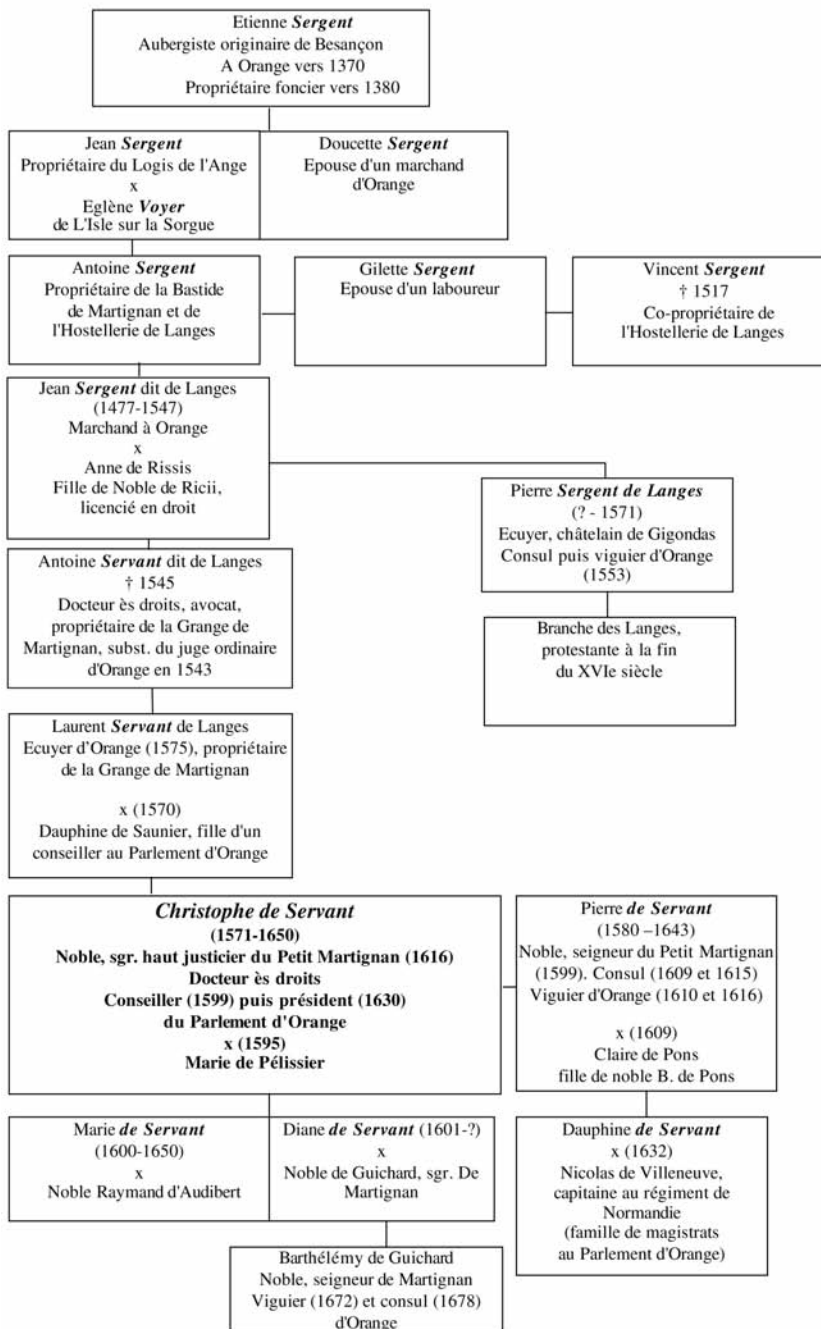 Etienne Sergent
Aubergiste originaire de Besançon
A Orange vers 1370
Propriétaire foncier vers 1380
Jean Sergent
Propriétaire du Logis de l'Ange
x
Eglène Voyer
de L'Isle sur la Sorgue
Doucette Sergent
Epouse d'un marchand
d'Orange
Antoine Sergent
Propriétaire de la Bastide
de Martignan et de
l'Hostellerie de Langes
Gilette Sergent
Epouse d'un laboureur
Vincent Sergent
† 1517
Co-propriétaire de
l'Hostellerie de Langes
Jean Sergent dit de Langes
(1477-1547)
Marchand à Orange
x
Anne de Rissis
Fille de Noble de Ricii,
licencié en droit
Pierre Sergent de Langes
(? - 1571)
Ecuyer, châtelain de Gigondas
Consul puis viguier d'Orange
(1553)
Antoine Servant dit de Langes
† 1545
Docteur ès droits, avocat,
propriétaire de la Grange de
Martignan, subst. du juge ordinaire
d'Orange en 1543
Branche des Langes,
protestante à la fin
du XVIe siècle
Laurent Servant de Langes
Ecuyer d'Orange (1575), propriétaire
de la Grange de Martignan
x (1570)
Dauphine de Saunier, fille d'un
conseiller au Parlement d'Orange
Christophe de Servant
(1571-1650)
Noble, sgr. haut justicier du Petit Martignan (1616)
Docteur ès droits
Conseiller (1599) puis président (1630)
du Parlement d'Orange
x (1595)
Marie de Pélissier
Pierre de Servant
(1580 –1643)
Noble, seigneur du Petit Martignan
(1599). Consul (1609 et 1615)
Viguier d'Orange (1610 et 1616)
x (1609)
Claire de Pons
fille de noble B. de Pons
Marie de Servant
(1600-1650)
x
Noble Raymand d'Audibert
Diane de Servant (1601-?)
x
Noble de Guichard, sgr. De
Martignan
Dauphine de Servant
x (1632)
Nicolas de Villeneuve,
capitaine au régiment de
Normandie
(famille de magistrats
au Parlement d'Orange)
Barthélémy de Guichard
Noble, seigneur de Martignan
Viguier (1672) et consul (1678)
d'Orange